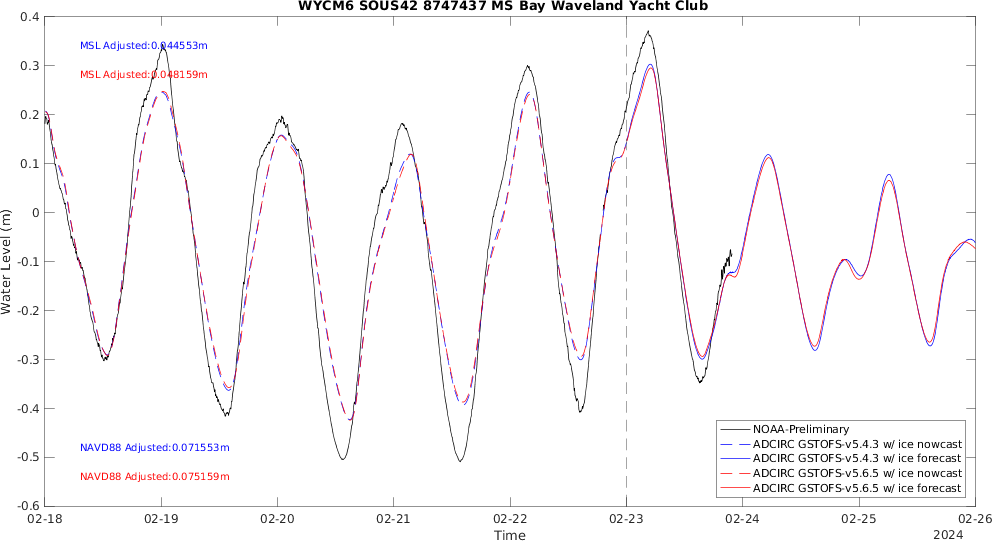 WYCM6 SOUS42 8747437 MS Bay Waveland Yacht Club
MSL Adjusted:0.044553m
MSL Adjusted:0.048159m
NAVD88 Adjusted:0.071553m
NAVD88 Adjusted:0.075159m
Water Level (m)
0.4
0.3
0.2
0.1
0
-0.1
-0.2
-0.3
-0.4
-0.5
-0.6
NOAA-Preliminary
ADCIRC GSTOFS-v5.4.3 w/ ice nowcast
ADCIRC GSTOFS-v5.4.3 w/ ice forecast
ADCIRC GSTOFS-v5.6.5 w/ ice nowcast
ADCIRC GSTOFS-v5.6.5 w/ ice forecast
02-18 02-19 02-20 02-21 02-22 02-23 02-24 02-25 02-26
Time
2024